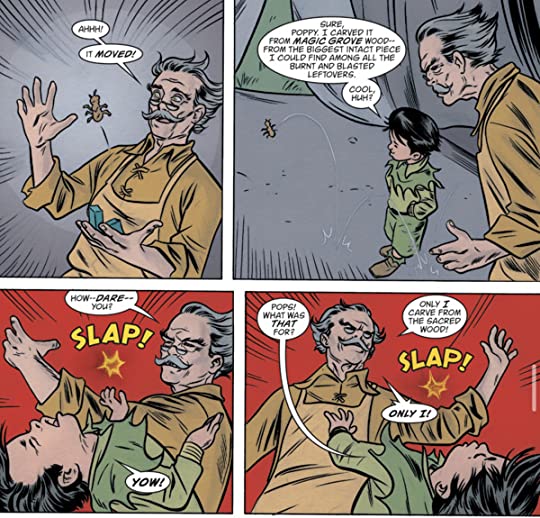 AHHH!
IT MOVED!
SURE,
POPPY. I CARVED IT
FROM MAGIC GROVE WOOD--
FROM THE BIGGEST INTACT PIECE
I COULD FIND AMONG ALL THE
BURNT AND BLASTED
LEFTOVERS.
COOL,
HUH?
HOW--DARE--
YOU?
SLAP!
YOW!
POPS!
WHAT WAS
THAT
FOR?
ONLY I
CARVE FROM
THE SACRED
WOOD!
SLAP!
ONLY I!